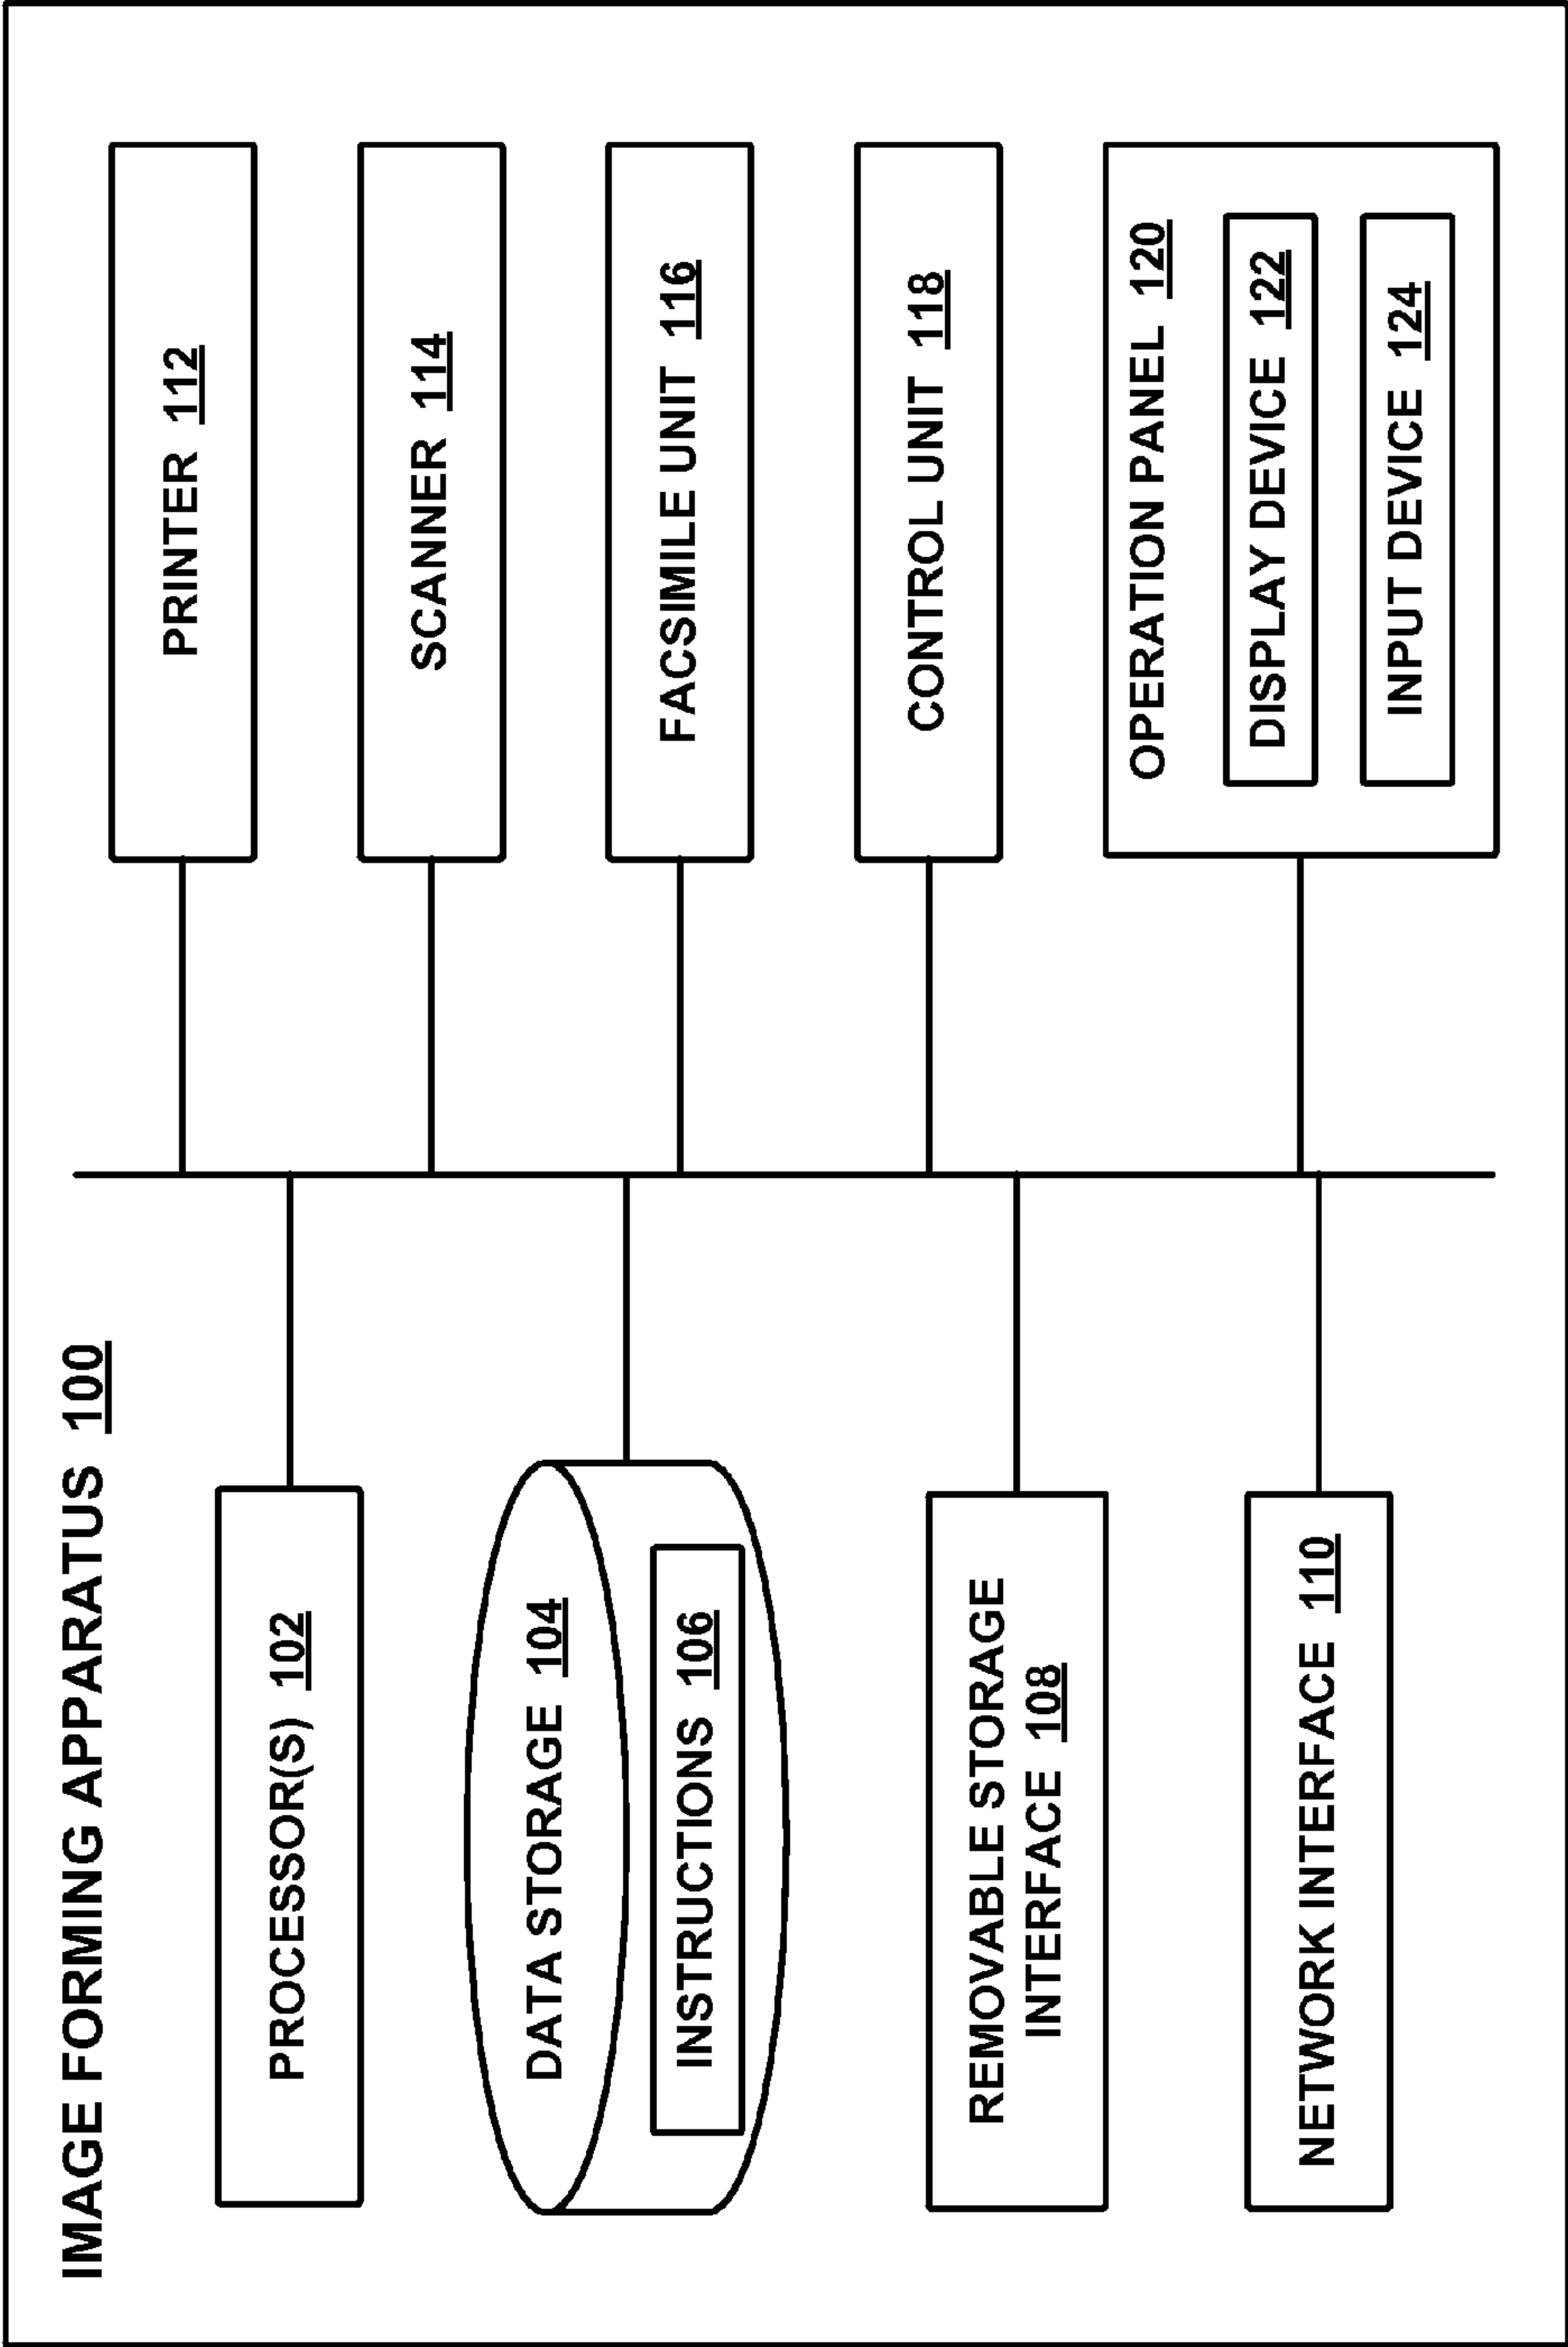 IMAGE FORMING APPARATUS 100
PROCESSOR(S) 102
DATA STORAGE 104
INSTRUCTIONS 106
REMOVABLE STORAGE
INTERFACE 108
NETWORK INTERFACE 110
PRINTER 112
SCANNER 114
FACSIMILE UNIT 116
CONTROL UNIT 118
OPERATION PANEL 120
DISPLAY DEVICE 122
INPUT DEVICE 124